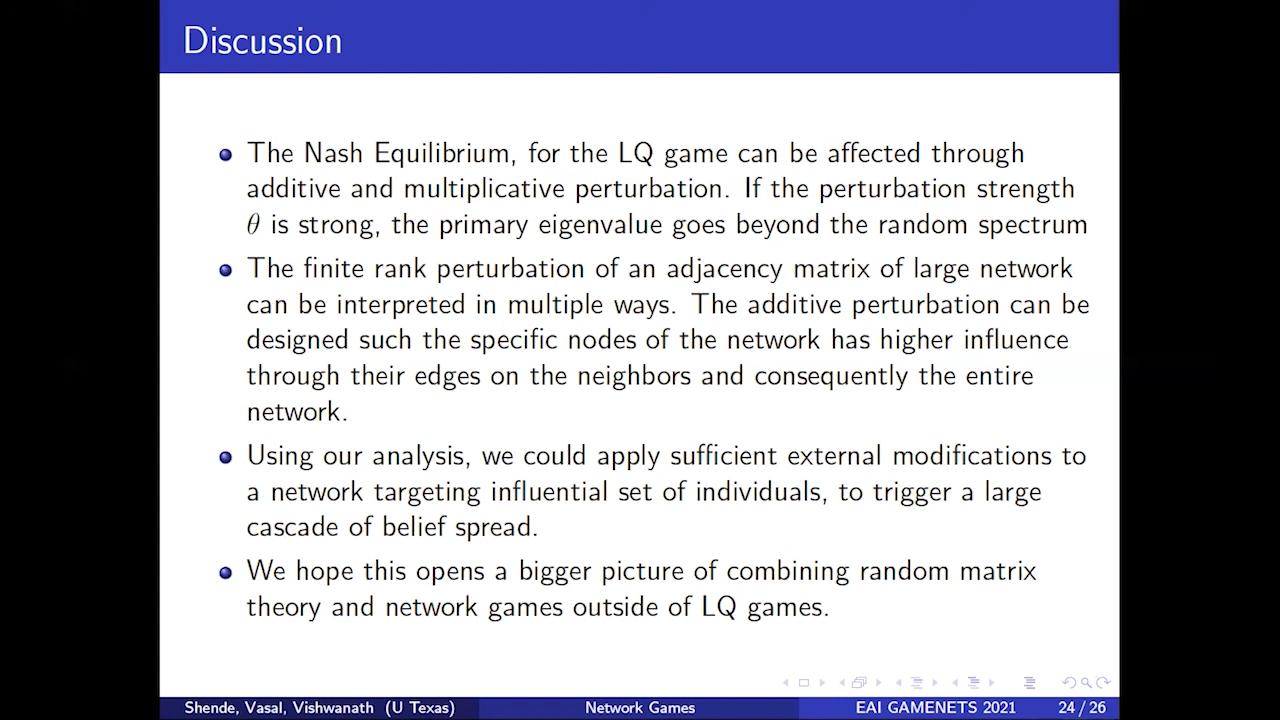 Discussion
The Nash Equilibrium, for the LQ game can be affected through
additive and multiplicative perturbation. If the perturbation strength
θ is strong, the primary eigenvalue goes beyond the random spectrum
The finite rank perturbation of an adjacency matrix of large network
can be interpreted in multiple ways. The additive perturbation can be
designed such the specific nodes of the network has higher influence
through their edges on the neighbors and consequently the entire
network.
Using our analysis, we could apply sufficient external modifications to
a network targeting influential set of individuals, to trigger a large
cascade of belief spread.
We hope this opens a bigger picture of combining random matrix
theory and network games outside of LQ games.
Shende, Vasal, Vishwanath (U Texas) Network Games EAI GAMENETS 2021 24 / 26